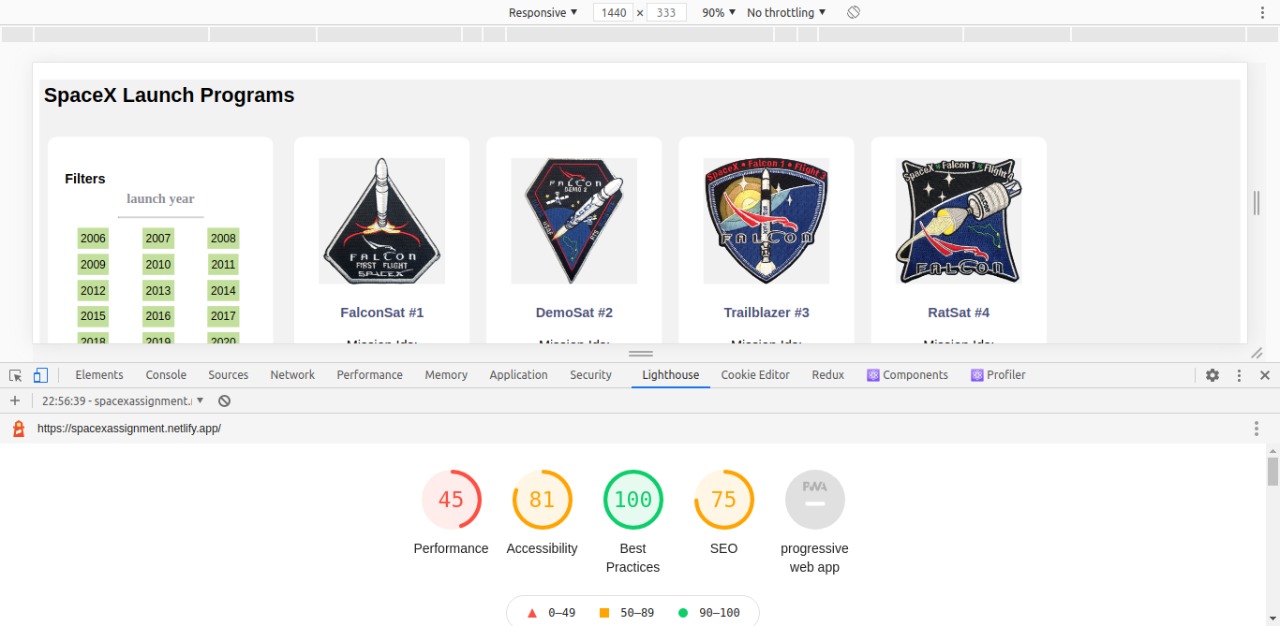 Responsive ▼ 1440 × 333 90% ▼ No throttling ▼
SpaceX Launch Programs
Filters
launch year
2006 2007 2008
2009 2010 2011
2012 2013 2014
2015 2016 2017
2018 2019 2020
FALCON
FIRST FLIGHT
SPACEX
FalconSat #1
Mission Ids:
FALCON
DEMO 2
DemoSat #2
Mission Ids:
SpaceX • Falcon 1 • Flight 3
FALCON
Trailblazer #3
Mission Ids:
SpaceX Falcon 1 Flight 4
FALCON
RatSat #4
Mission Ids:
Elements Console Sources Network Performance Memory Application Security Lighthouse Cookie Editor Redux Components Profiler
22:56:39 - spacexassignment. ▼
https://spacexassignment.netlify.app/
45 81 100 75 PWA
Performance Accessibility Best Practices SEO progressive web app
0–49 50–89 90–100